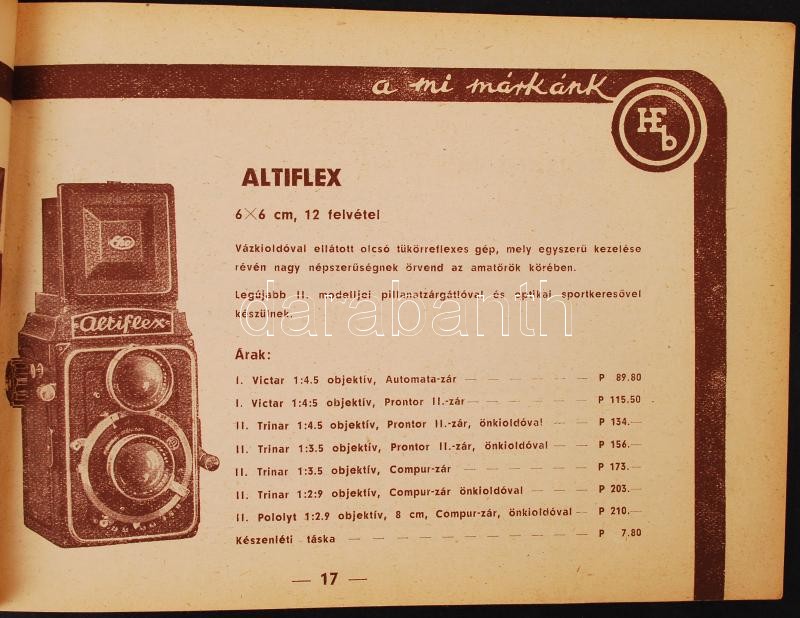 a mi márkánk
HEb
ALTIFLEX
6×6 cm, 12 felvétel
Vázkioldóval ellátott olcsó tükörreflexes gép, mely egyszerű kezelése
révén nagy népszerűségnek örvend az amatőrök körében.
Legújabb II. modelljei pillanatzárgátlóval és optikai sportkeresővel
készülnek.
darabanth
Altiflex
Árak:
I. Victar 1:4.5 objektív, Automata-zár — P 89.80
I. Victar 1:4:5 objektív, Prontor II.-zár — P 115.50
II. Trinar 1:4.5 objektív, Prontor II.-zár, önkioldóval — P 134.—
II. Trinar 1:3.5 objektív, Prontor II.-zár, önkioldóval — P 156.—
II. Trinar 1:3.5 objektív, Compur-zár — P 173.—
II. Trinar 1:2:9 objektív, Compur-zár önkioldóval — P 203.—
II. Pololyt 1:2.9 objektív, 8 cm, Compur-zár, önkioldóval — P 210.—
Készenléti táska — P 7.80
— 17 —